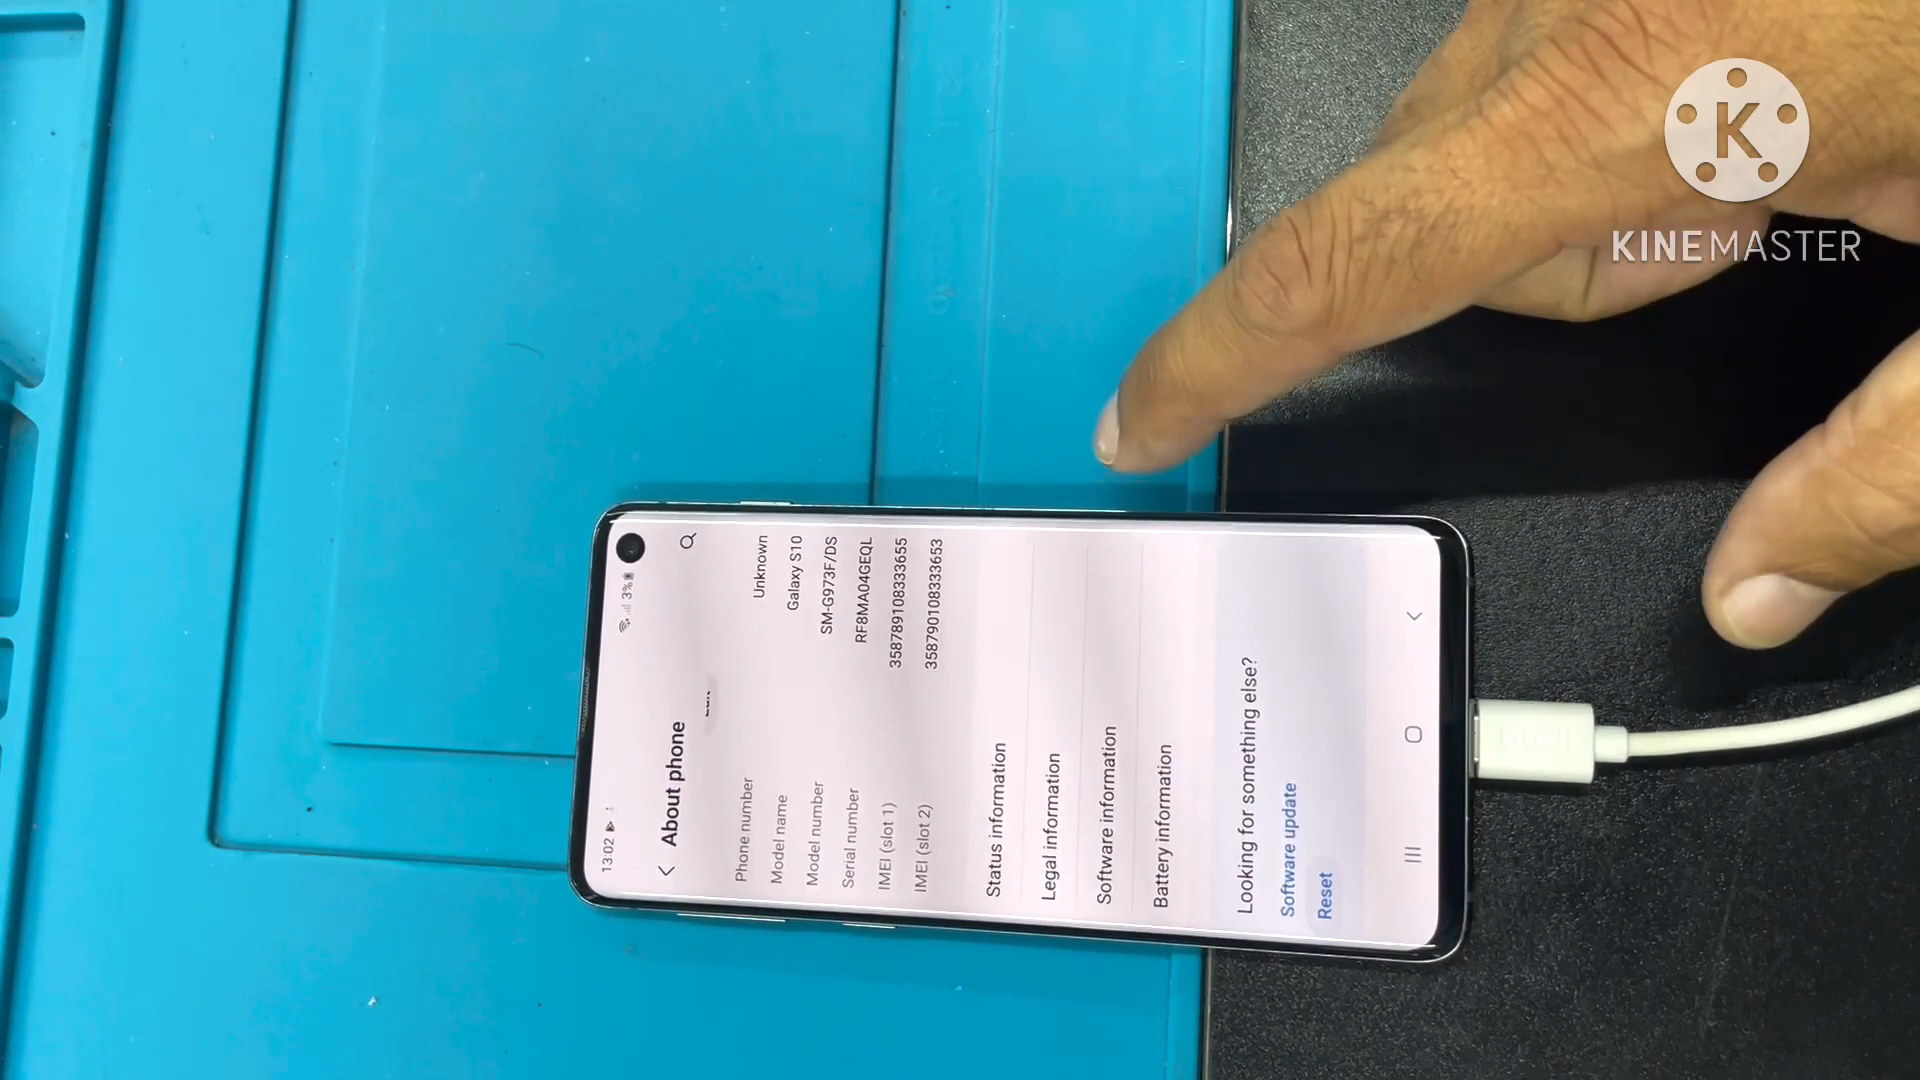 13:02
3%
About phone
Phone number Unknown
Model name Galaxy S10
Model number SM-G973F/DS
Serial number RF8MA04GEQL
IMEI (slot 1) 358789108333655
IMEI (slot 2) 358790108333653
Status information
Legal information
Software information
Battery information
Looking for something else?
Software update
Reset
K
KINEMASTER